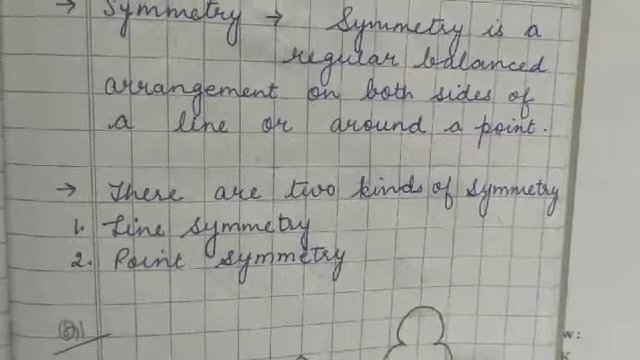 → Symmetry → Symmetry is a
regular balanced
arrangement on both sides of
a line or around a point.
→ There are two kinds of symmetry
1. Line symmetry
2. Point symmetry
w: